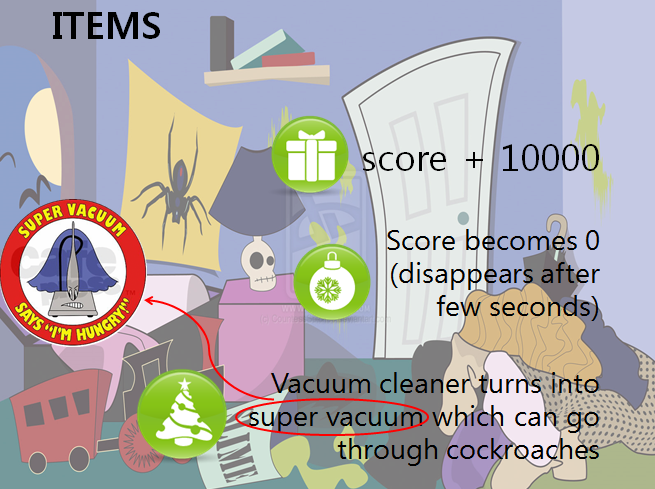 ITEMS
score + 10000
Score becomes 0
(disappears after
few seconds)
SUPER VACUUM
SAYS "I'M HUNGRY!"
TM
Vacuum cleaner turns into
super vacuum which can go
through cockroaches